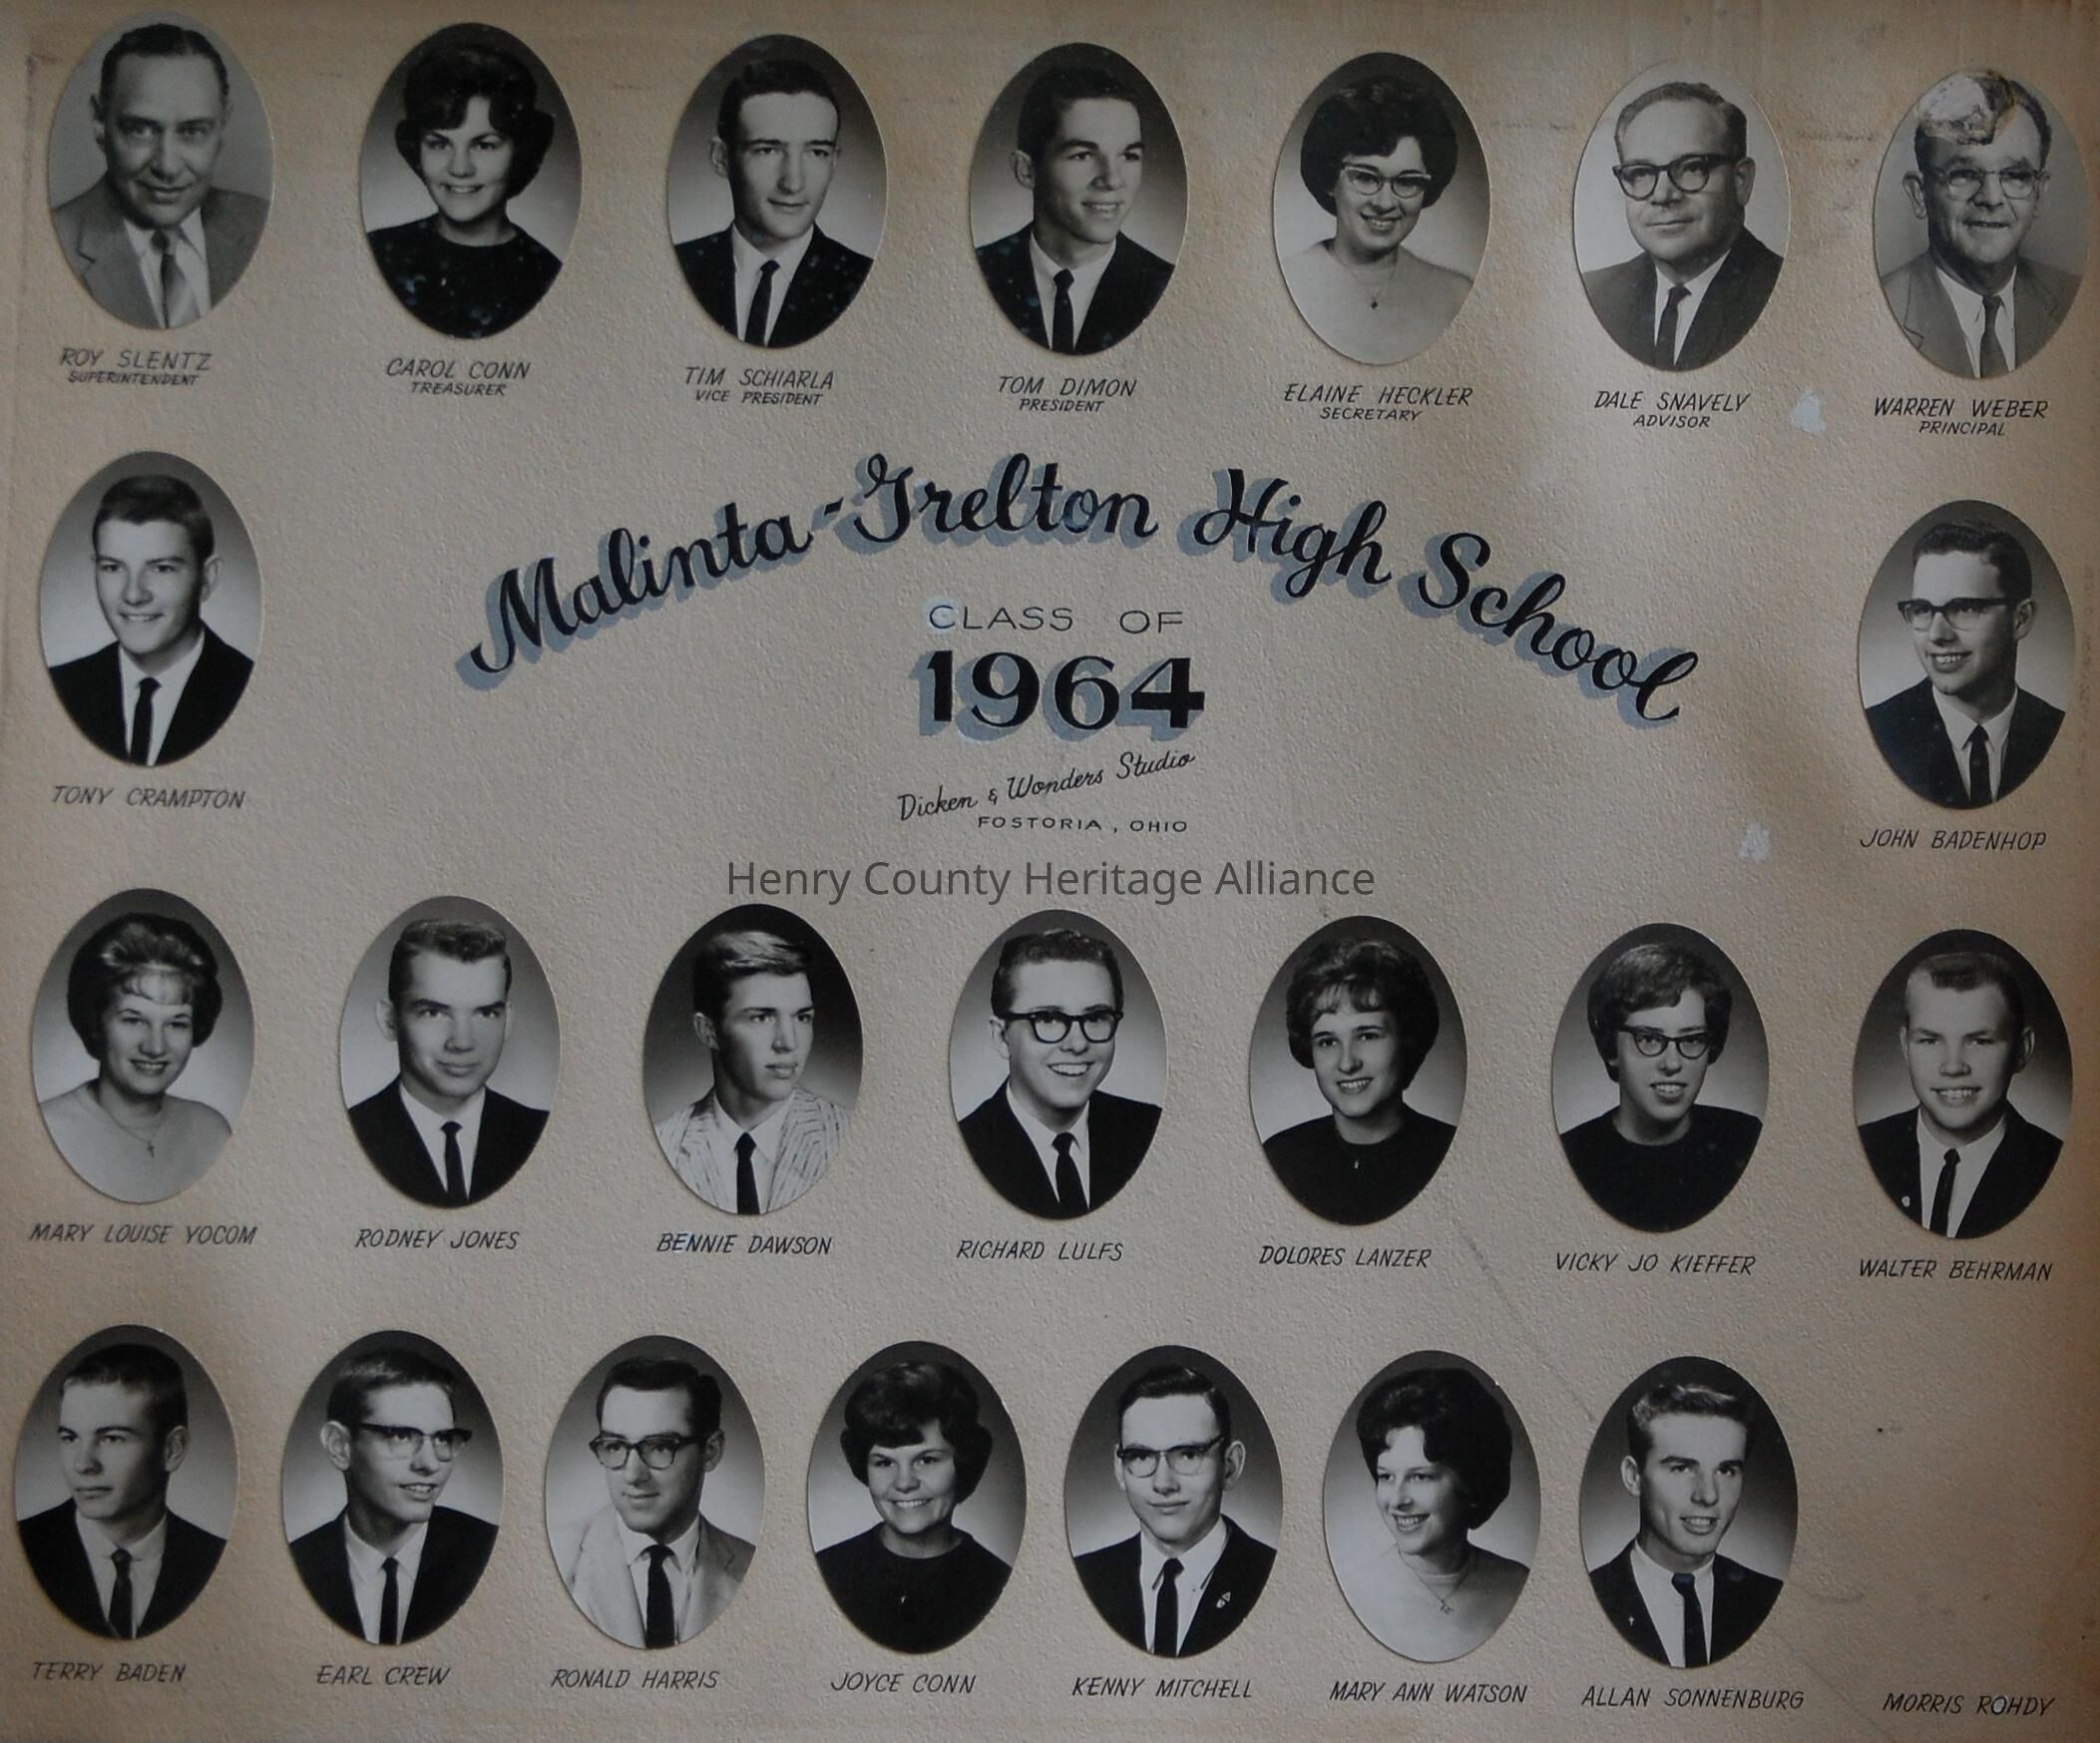 ROY SLENTZ
SUPERINTENDENT
CAROL CONN
TREASURER
TIM SCHIARLA
VICE PRESIDENT
TOM DIMON
PRESIDENT
ELAINE HECKLER
SECRETARY
DALE SNAVELY
ADVISOR
WARREN WEBER
PRINCIPAL
Malinta-Grelton High School
CLASS OF
1964
Dicken & Wonders Studio
FOSTORIA, OHIO
TONY CRAMPTON
JOHN BADENHOP
Henry County Heritage Alliance
MARY LOUISE YOCOM
RODNEY JONES
BENNIE DAWSON
RICHARD LULFS
DOLORES LANZER
VICKY JO KIEFFER
WALTER BEHRMAN
TERRY BADEN
EARL CREW
RONALD HARRIS
JOYCE CONN
KENNY MITCHELL
MARY ANN WATSON
ALLAN SONNENBURG
MORRIS ROHDY